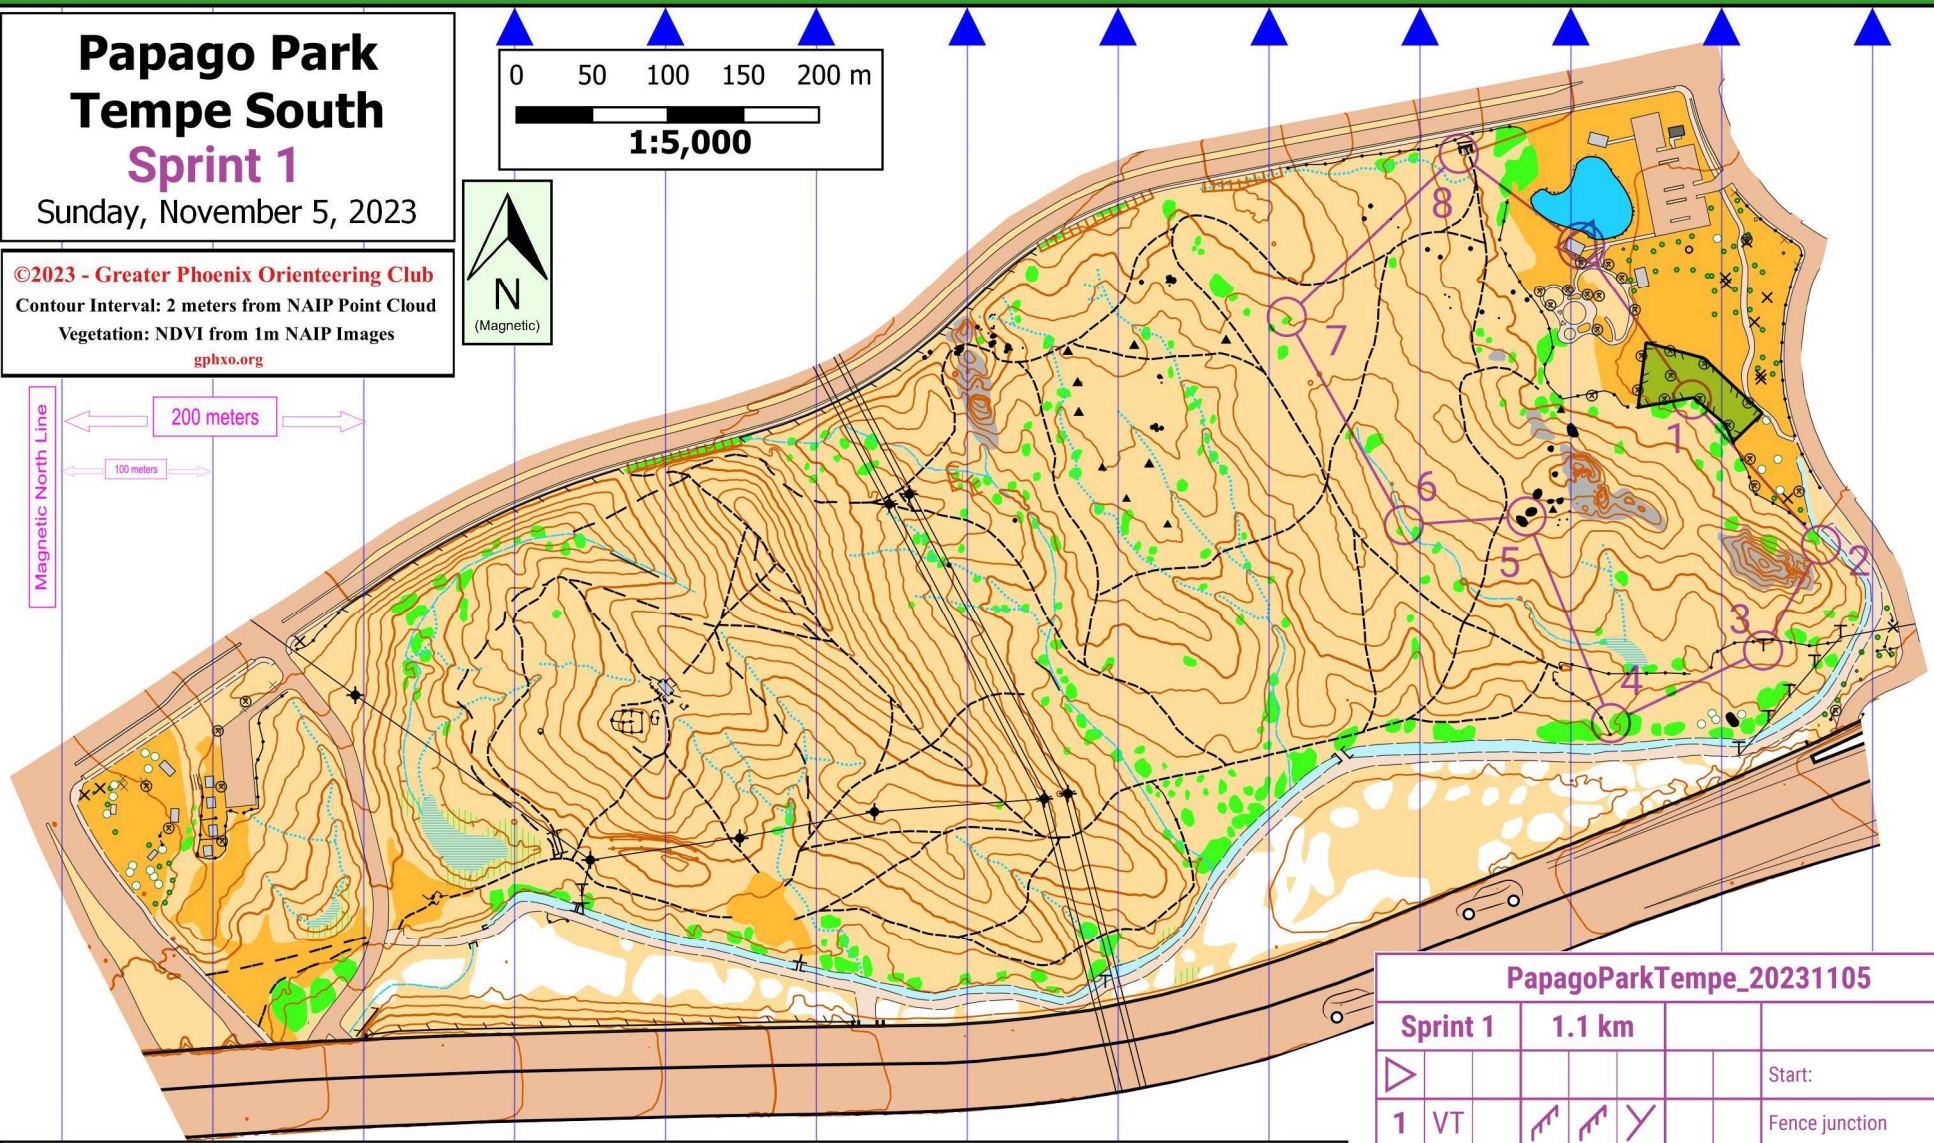 Papago Park
Tempe South
Sprint 1
Sunday, November 5, 2023
©2023 - Greater Phoenix Orienteering Club
Contour Interval: 2 meters from NAIP Point Cloud
Vegetation: NDVI from 1m NAIP Images
gphxo.org
0 50 100 150 200 m
1:5,000
N
(Magnetic)
Magnetic North Line
200 meters
100 meters
8
7
6
5
1
2
3
4
PapagoParkTempe_20231105
Sprint 1 1.1 km
Start:
1 VT Fence junction